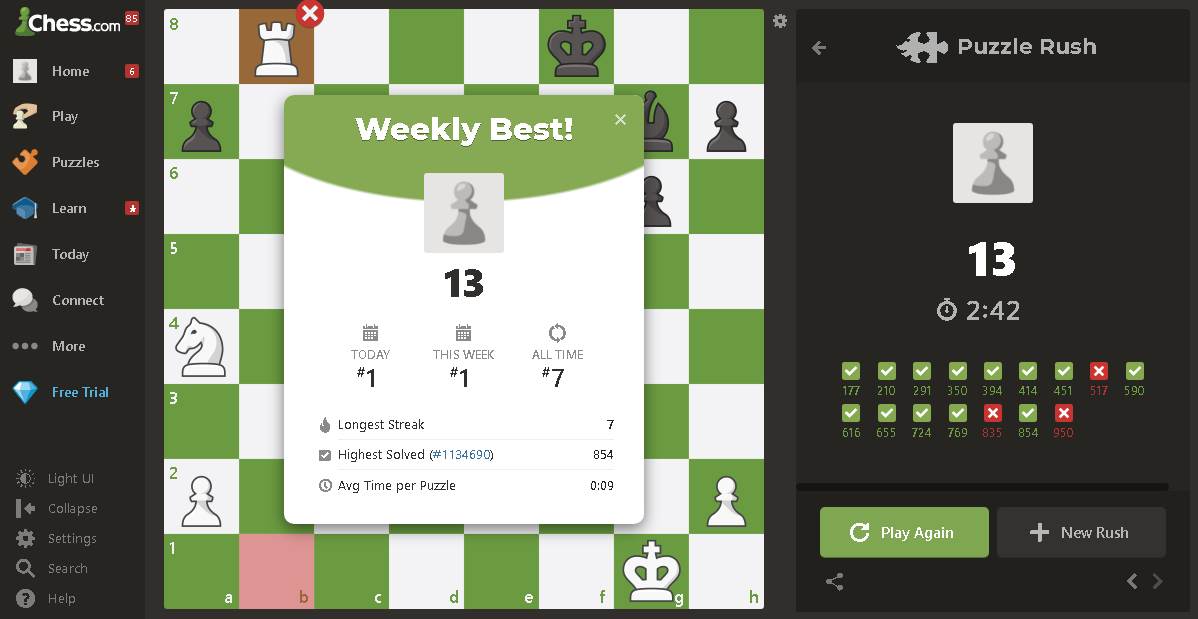 Chess.com 85
Home 6
Play
Puzzles
Learn
Today
Connect
More
Free Trial
Light UI
Collapse
Settings
Search
Help
8
7
6
5
4
3
2
1
a b c d e f g h
Weekly Best!
13
TODAY THIS WEEK ALL TIME
#1 #1 #7
Longest Streak 7
Highest Solved (#1134690) 854
Avg Time per Puzzle 0:09
Puzzle Rush
13
2:42
177 210 291 350 394 414 451 517 590
616 655 724 769 835 854 950
Play Again New Rush